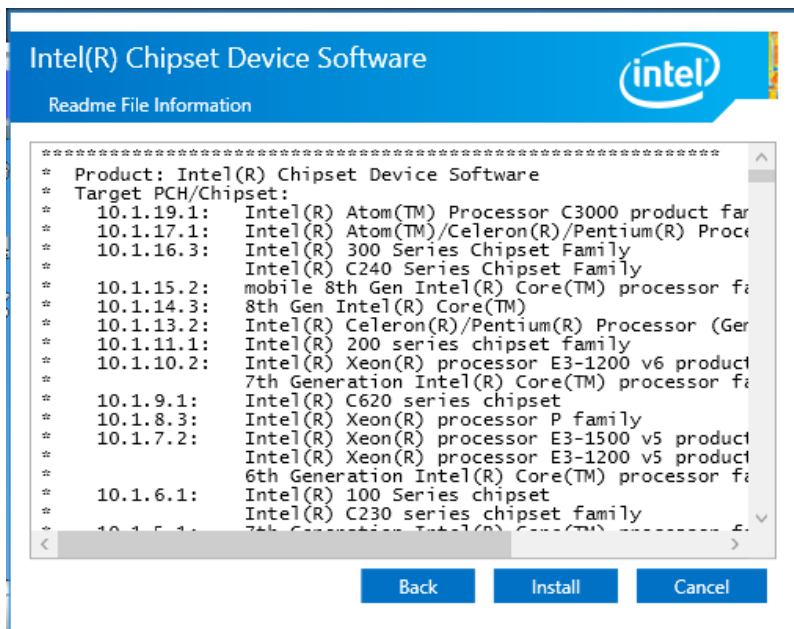 Intel(R) Chipset Device Software
intel
Readme File Information
************************************************************
* Product: Intel(R) Chipset Device Software
* Target PCH/Chipset:
* 10.1.19.1: Intel(R) Atom(TM) Processor C3000 product
* 10.1.17.1: Intel(R) Atom(TM)/Celeron(R)/Pentium(R)
* 10.1.16.3: Intel(R) 300 Series Chipset Family
* Intel(R) C240 Series Chipset Family
* 10.1.15.2: mobile 8th Gen Intel(R) Core(TM) processor
* 10.1.14.3: 8th Gen Intel(R) Core(TM)
* 10.1.13.2: Intel(R) Celeron(R)/Pentium(R) Processor
* 10.1.11.1: Intel(R) 200 series chipset family
* 10.1.10.2: Intel(R) Xeon(R) processor E3-1200 v6 product
* 7th Generation Intel(R) Core(TM) processor
* 10.1.9.1: Intel(R) C620 series chipset
* 10.1.8.3: Intel(R) Xeon(R) processor P family
* 10.1.7.2: Intel(R) Xeon(R) processor E3-1500 v5 product
* Intel(R) Xeon(R) processor E3-1200 v5 product
* 6th Generation Intel(R) Core(TM) processor
* 10.1.6.1: Intel(R) 100 Series chipset
* Intel(R) C230 series chipset family
Back Install Cancel